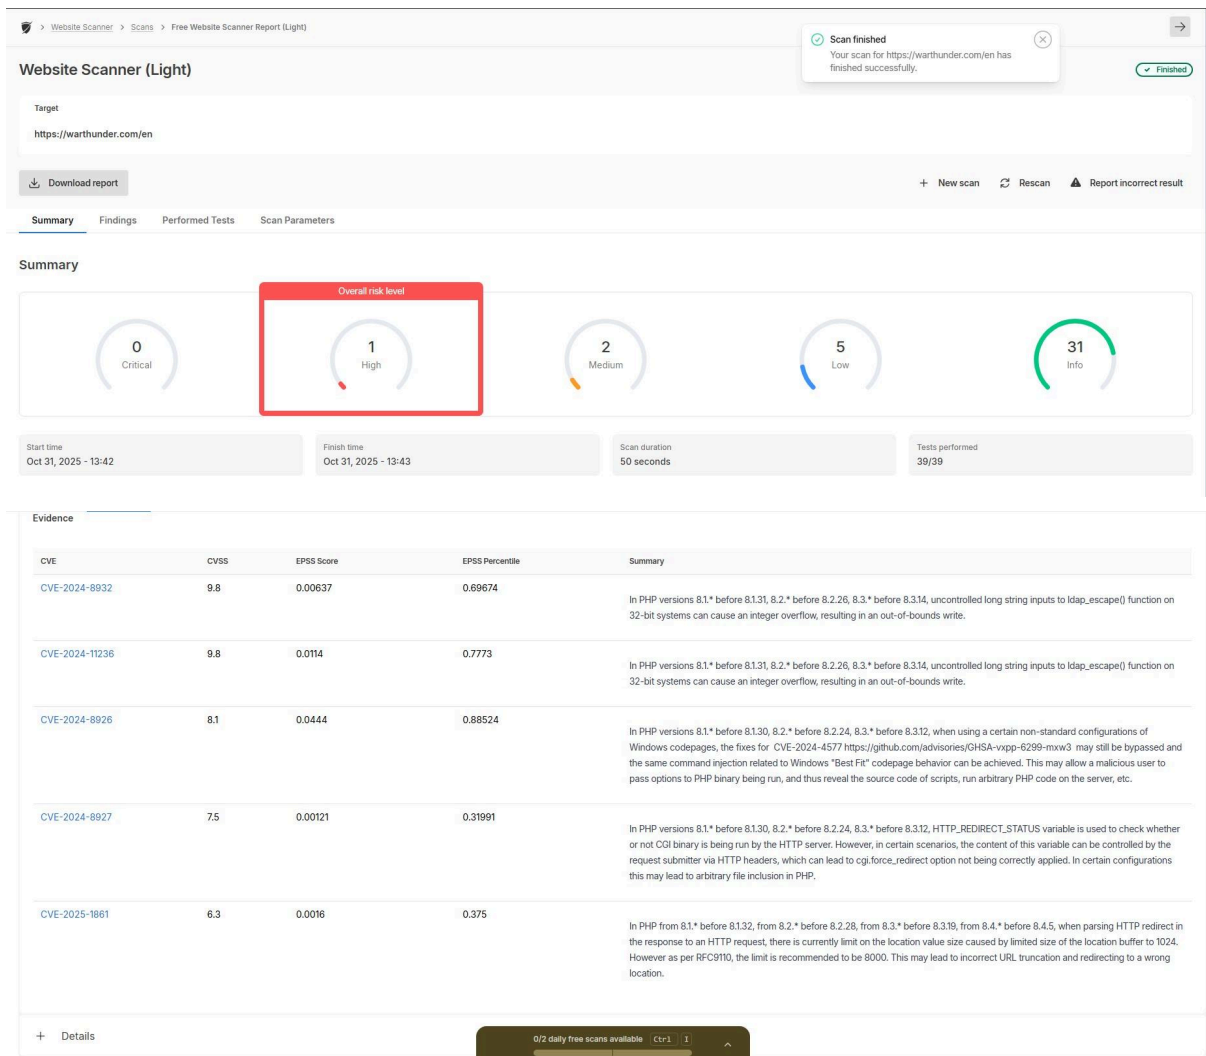 > Website Scanner > Scans > Free Website Scanner Report (Light)
Scan finished
Your scan for https://warthunder.com/en has
finished successfully.
Website Scanner (Light)
Finished
Target
https://warthunder.com/en
Download report
+ New scan
Rescan
Report incorrect result
Summary
Findings
Performed Tests
Scan Parameters
Summary
Overall risk level
0
Critical
1
High
2
Medium
5
Low
31
Info
Start time
Oct 31, 2025 - 13:42
Finish time
Oct 31, 2025 - 13:43
Scan duration
50 seconds
Tests performed
39/39
Evidence
CVE CVSS EPSS Score EPSS Percentile Summary
CVE-2024-8932 9.8 0.00637 0.69674
In PHP versions 8.1.* before 8.1.31, 8.2.* before 8.2.26, 8.3.* before 8.3.14, uncontrolled long string inputs to ldap_escape() function on
32-bit systems can cause an integer overflow, resulting in an out-of-bounds write.
CVE-2024-11236 9.8 0.0114 0.7773
In PHP versions 8.1.* before 8.1.31, 8.2.* before 8.2.26, 8.3.* before 8.3.14, uncontrolled long string inputs to ldap_escape() function on
32-bit systems can cause an integer overflow, resulting in an out-of-bounds write.
CVE-2024-8926 8.1 0.0444 0.88524
In PHP versions 8.1.* before 8.1.30, 8.2.* before 8.2.24, 8.3.* before 8.3.12, when using a certain non-standard configurations of
Windows codepages, the fixes for CVE-2024-4577 https://github.com/advisories/GHSA-vxpp-6299-mxw3 may still be bypassed and
the same command injection related to Windows "Best Fit" codepage behavior can be achieved. This may allow a malicious user to
pass options to PHP binary being run, and thus reveal the source code of scripts, run arbitrary PHP code on the server, etc.
CVE-2024-8927 7.5 0.00121 0.31991
In PHP versions 8.1.* before 8.1.30, 8.2.* before 8.2.24, 8.3.* before 8.3.12, HTTP_REDIRECT_STATUS variable is used to check whether
or not CGI binary is being run by the HTTP server. However, in certain scenarios, the content of this variable can be controlled by the
request submitter via HTTP headers, which can lead to cgi.force_redirect option not being correctly applied. In certain configurations
this may lead to arbitrary file inclusion in PHP.
CVE-2025-1861 6.3 0.0016 0.375
In PHP from 8.1.* before 8.1.32, from 8.2.* before 8.2.28, from 8.3.* before 8.3.19, from 8.4.* before 8.4.5, when parsing HTTP redirect in
the response to an HTTP request, there is currently limit on the location value size caused by limited size of the location buffer to 1024.
However as per RFC9110, the limit is recommended to be 8000. This may lead to incorrect URL truncation and redirecting to a wrong
location.
+ Details
0/2 daily free scans available Ctrl I